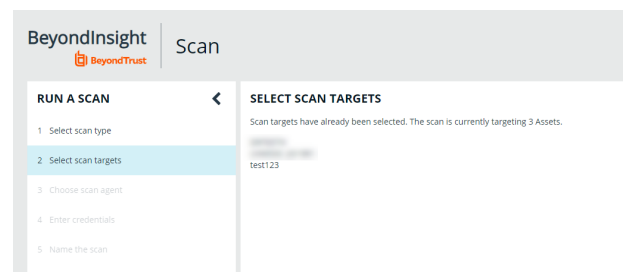 BeyondInsight
BeyondTrust
Scan
RUN A SCAN
1 Select scan type
2 Select scan targets
3 Choose scan agent
4 Enter credentials
5 Name the scan
SELECT SCAN TARGETS
Scan targets have already been selected. The scan is currently targeting 3 Assets.
test123